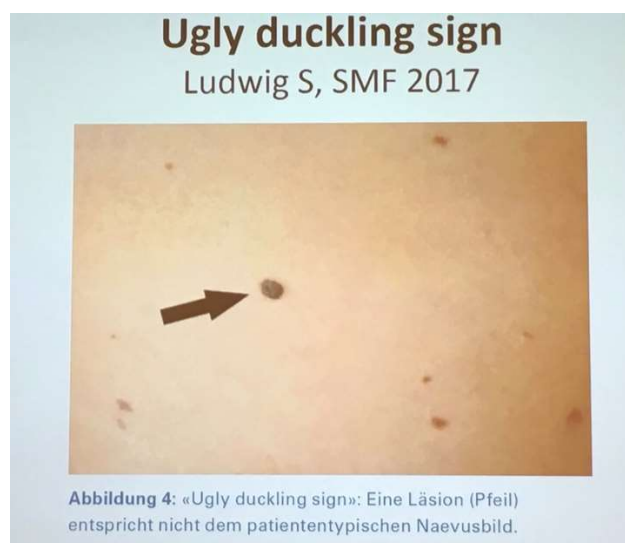 Ugly duckling sign
Ludwig S, SMF 2017
Abbildung 4: «Ugly duckling sign»: Eine Läsion (Pfeil)
entspricht nicht dem patiententypischen Naevusbild.